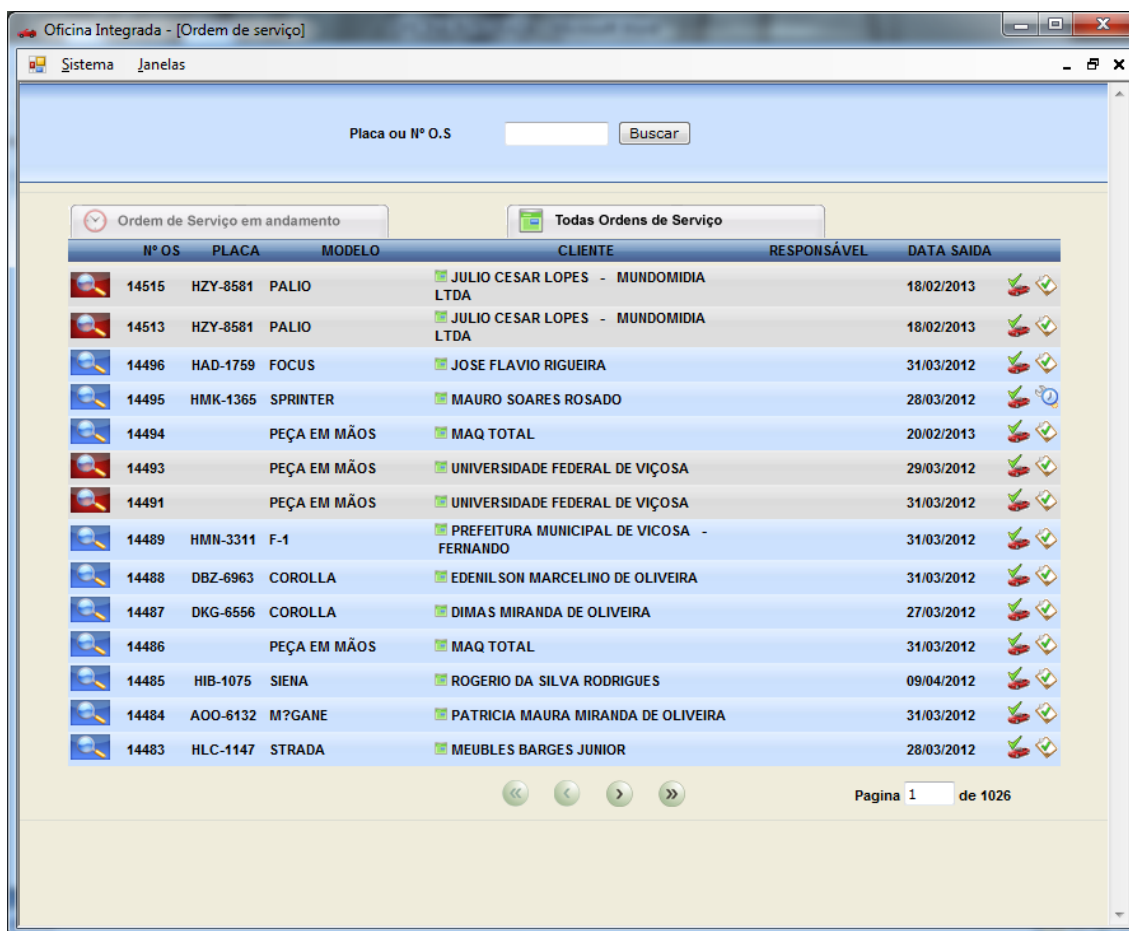 Oficina Integrada - [Ordem de serviço]
Sistema Janelas
Placa ou Nº O.S Buscar
Ordem de Serviço em andamento Todas Ordens de Serviço
Nº OS PLACA MODELO CLIENTE RESPONSÁVEL DATA SAIDA
14515 HZY-8581 PALIO JULIO CESAR LOPES - MUNDOMIDIA LTDA 18/02/2013
14513 HZY-8581 PALIO JULIO CESAR LOPES - MUNDOMIDIA LTDA 18/02/2013
14496 HAD-1759 FOCUS JOSE FLAVIO RIGUEIRA 31/03/2012
14495 HMK-1365 SPRINTER MAURO SOARES ROSADO 28/03/2012
14494 PEÇA EM MÃOS MAQ TOTAL 20/02/2013
14493 PEÇA EM MÃOS UNIVERSIDADE FEDERAL DE VIÇOSA 29/03/2012
14491 PEÇA EM MÃOS UNIVERSIDADE FEDERAL DE VIÇOSA 31/03/2012
14489 HMN-3311 F-1 PREFEITURA MUNICIPAL DE VICOSA - FERNANDO 31/03/2012
14488 DBZ-6963 COROLLA EDENILSON MARCELINO DE OLIVEIRA 31/03/2012
14487 DKG-6556 COROLLA DIMAS MIRANDA DE OLIVEIRA 27/03/2012
14486 PEÇA EM MÃOS MAQ TOTAL 31/03/2012
14485 HIB-1075 SIENA ROGERIO DA SILVA RODRIGUES 09/04/2012
14484 AOO-6132 M?GANE PATRICIA MAURA MIRANDA DE OLIVEIRA 31/03/2012
14483 HLC-1147 STRADA MEUBLES BARGES JUNIOR 28/03/2012
Pagina 1 de 1026